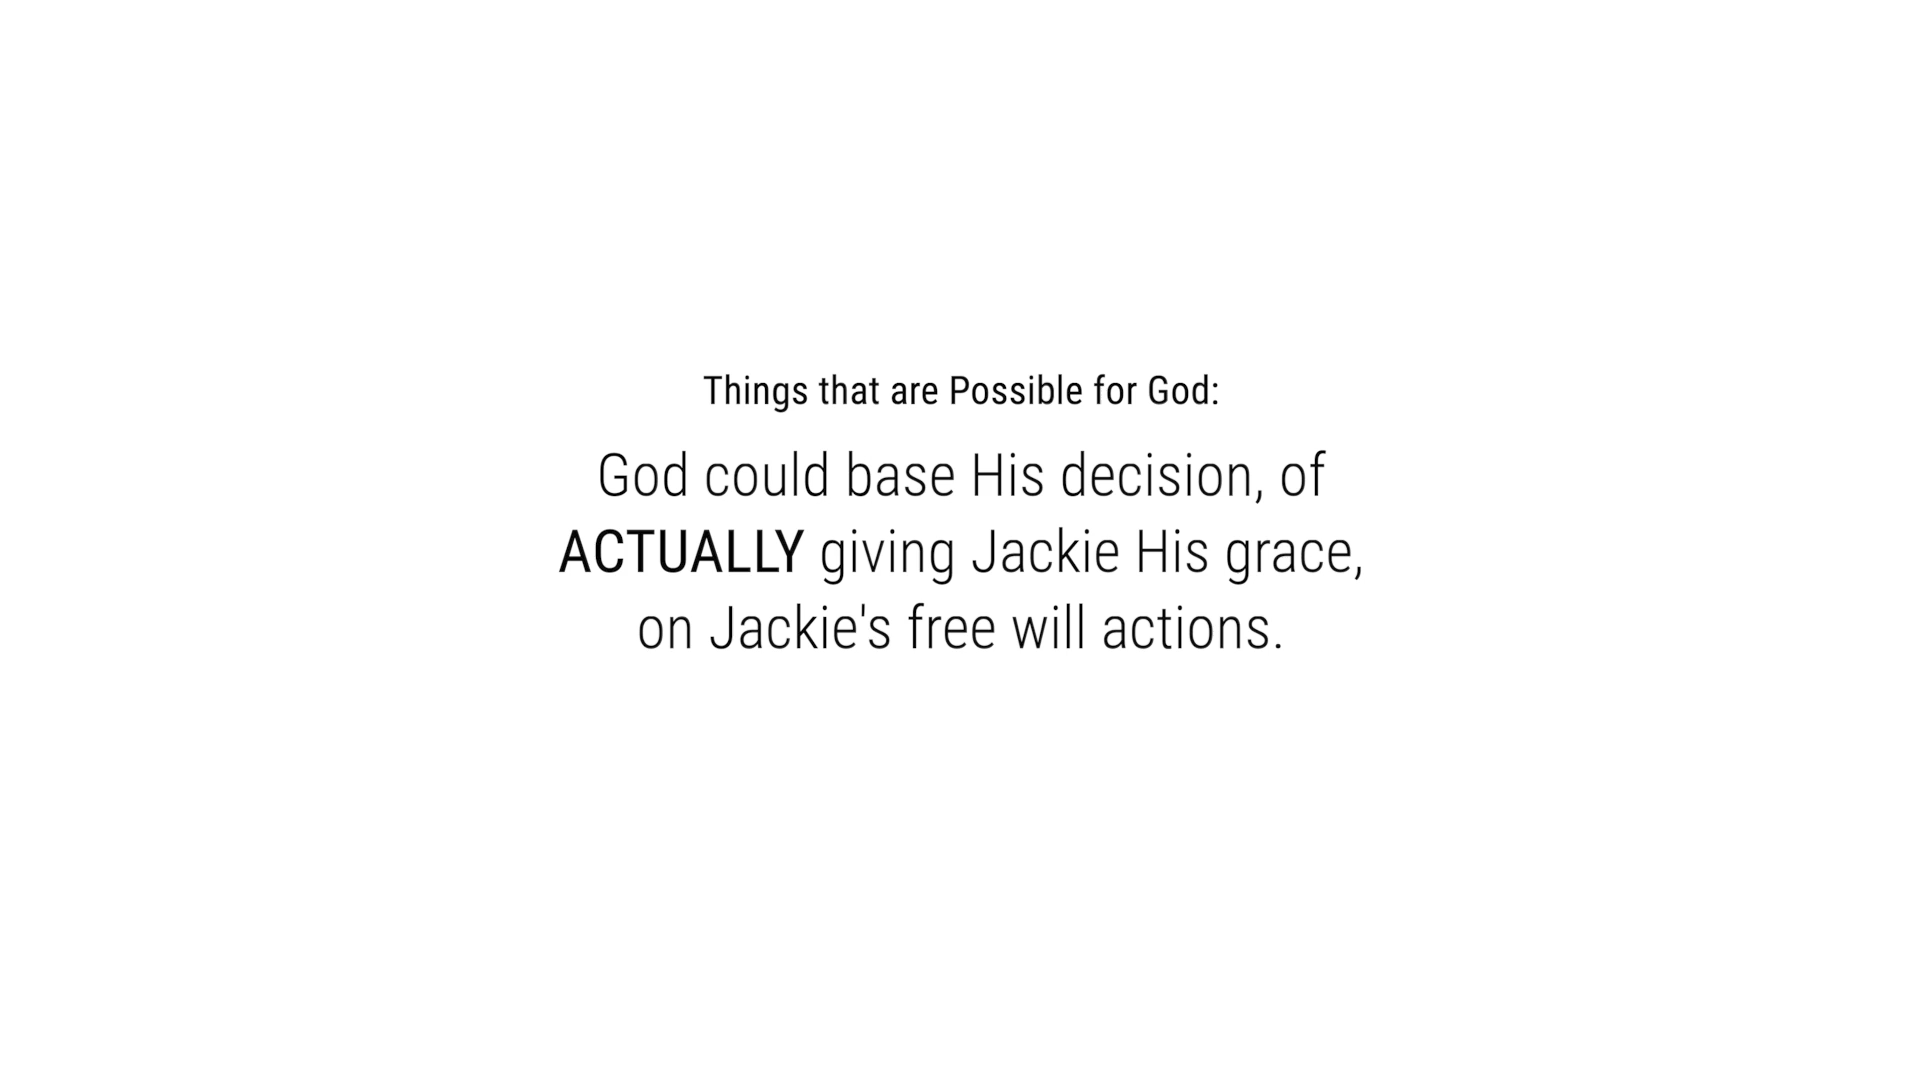 Things that are Possible for God:
God could base His decision, of
ACTUALLY giving Jackie His grace,
on Jackie's free will actions.